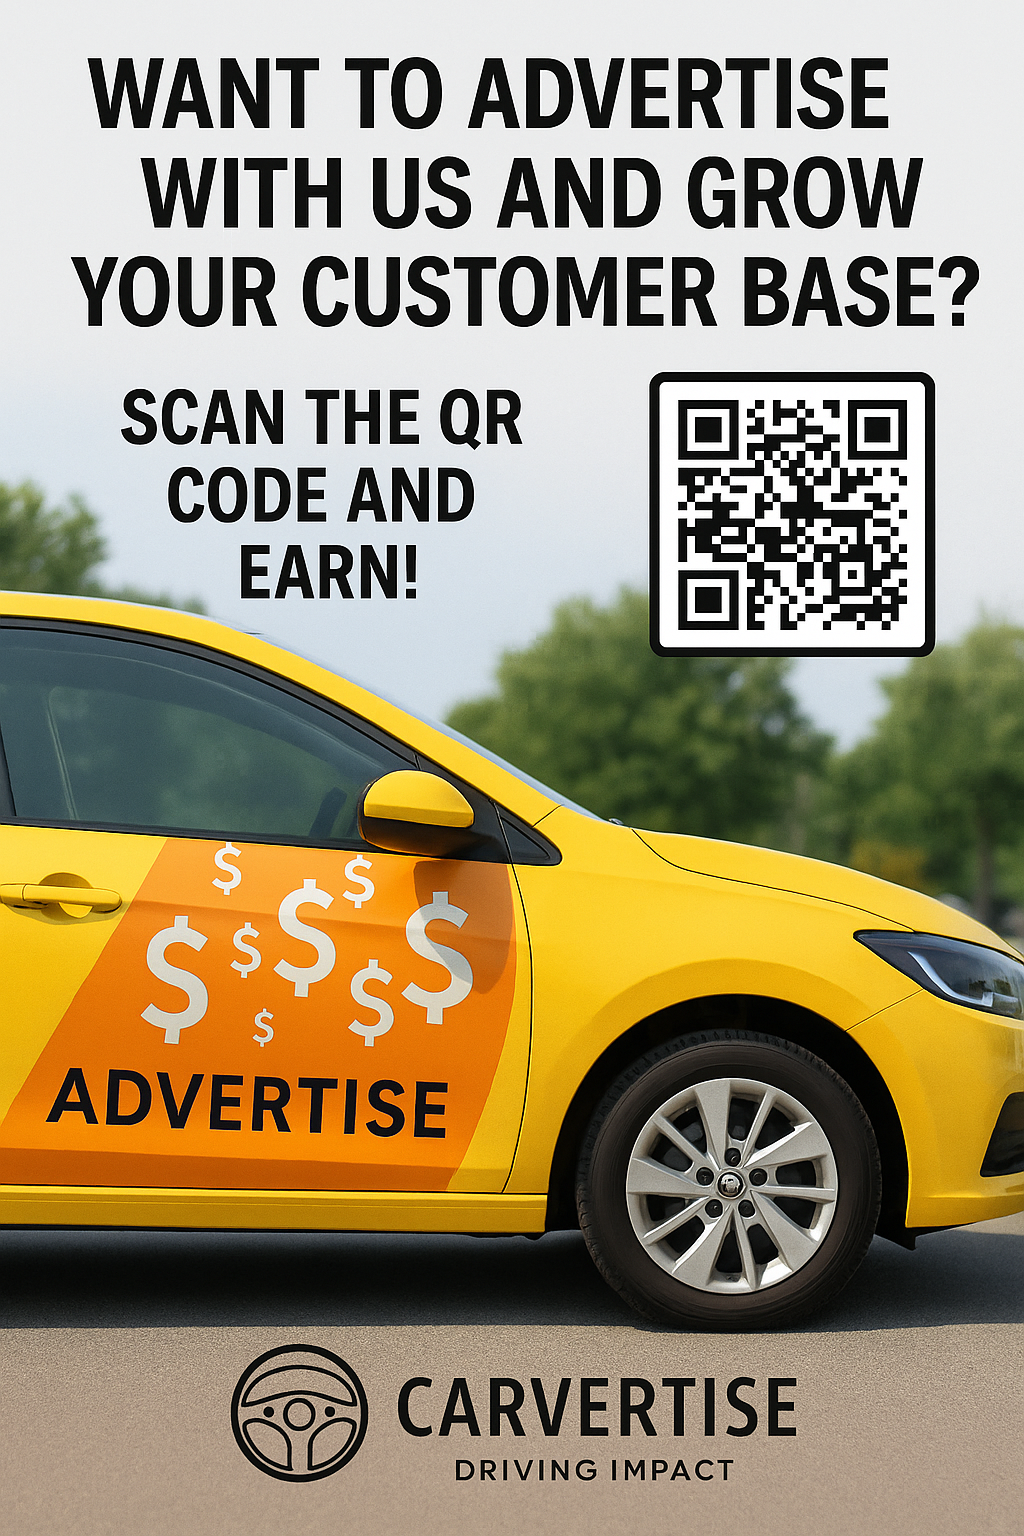 WANT TO ADVERTISE
WITH US AND GROW
YOUR CUSTOMER BASE?
SCAN THE QR
CODE AND
EARN!
$ $ $ $ $ $ $ $
ADVERTISE
CARVERTISE
DRIVING IMPACT